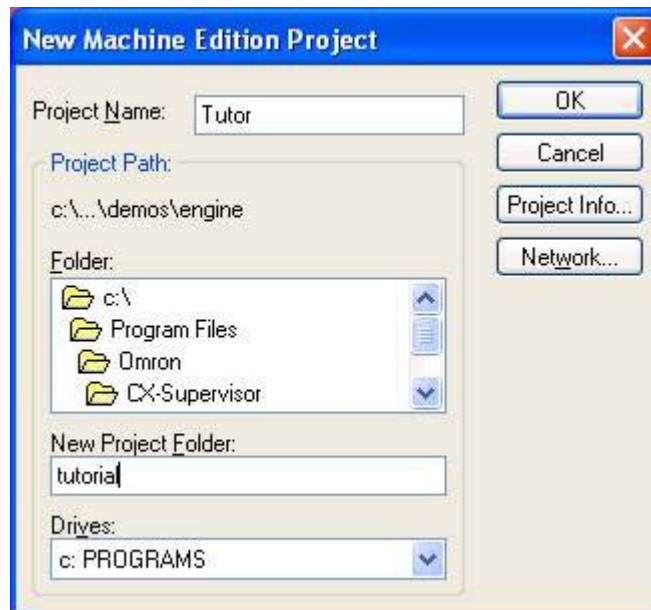 New Machine Edition Project
Project Name: Tutor
OK
Cancel
Project Info...
Network...
Project Path:
c:\...\demos\engine
Folder:
c:\
Program Files
Omron
CX-Supervisor
New Project Folder:
tutorial
Drives:
c: PROGRAMS